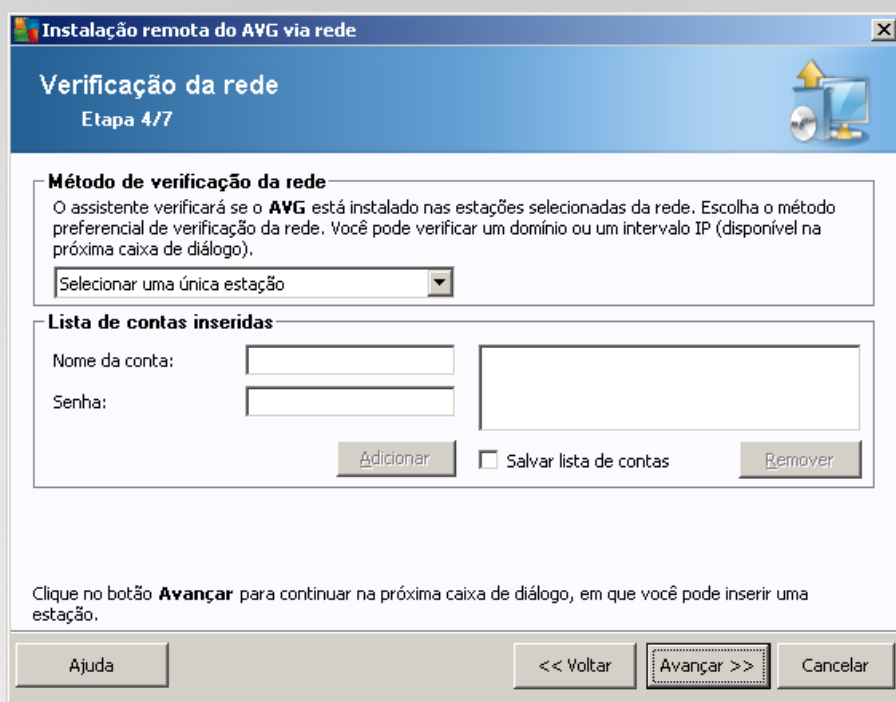 Instalação remota do AVG via rede
Verificação da rede
Etapa 4/7
Método de verificação da rede
O assistente verificará se o AVG está instalado nas estações selecionadas da rede. Escolha o método
preferencial de verificação da rede. Você pode verificar um domínio ou um intervalo IP (disponível na
próxima caixa de diálogo).
Selecionar uma única estação
Lista de contas inseridas
Nome da conta:
Senha:
Adicionar
Salvar lista de contas
Remover
Clique no botão Avançar para continuar na próxima caixa de diálogo, em que você pode inserir uma
estação.
Ajuda
<< Voltar
Avançar >>
Cancelar